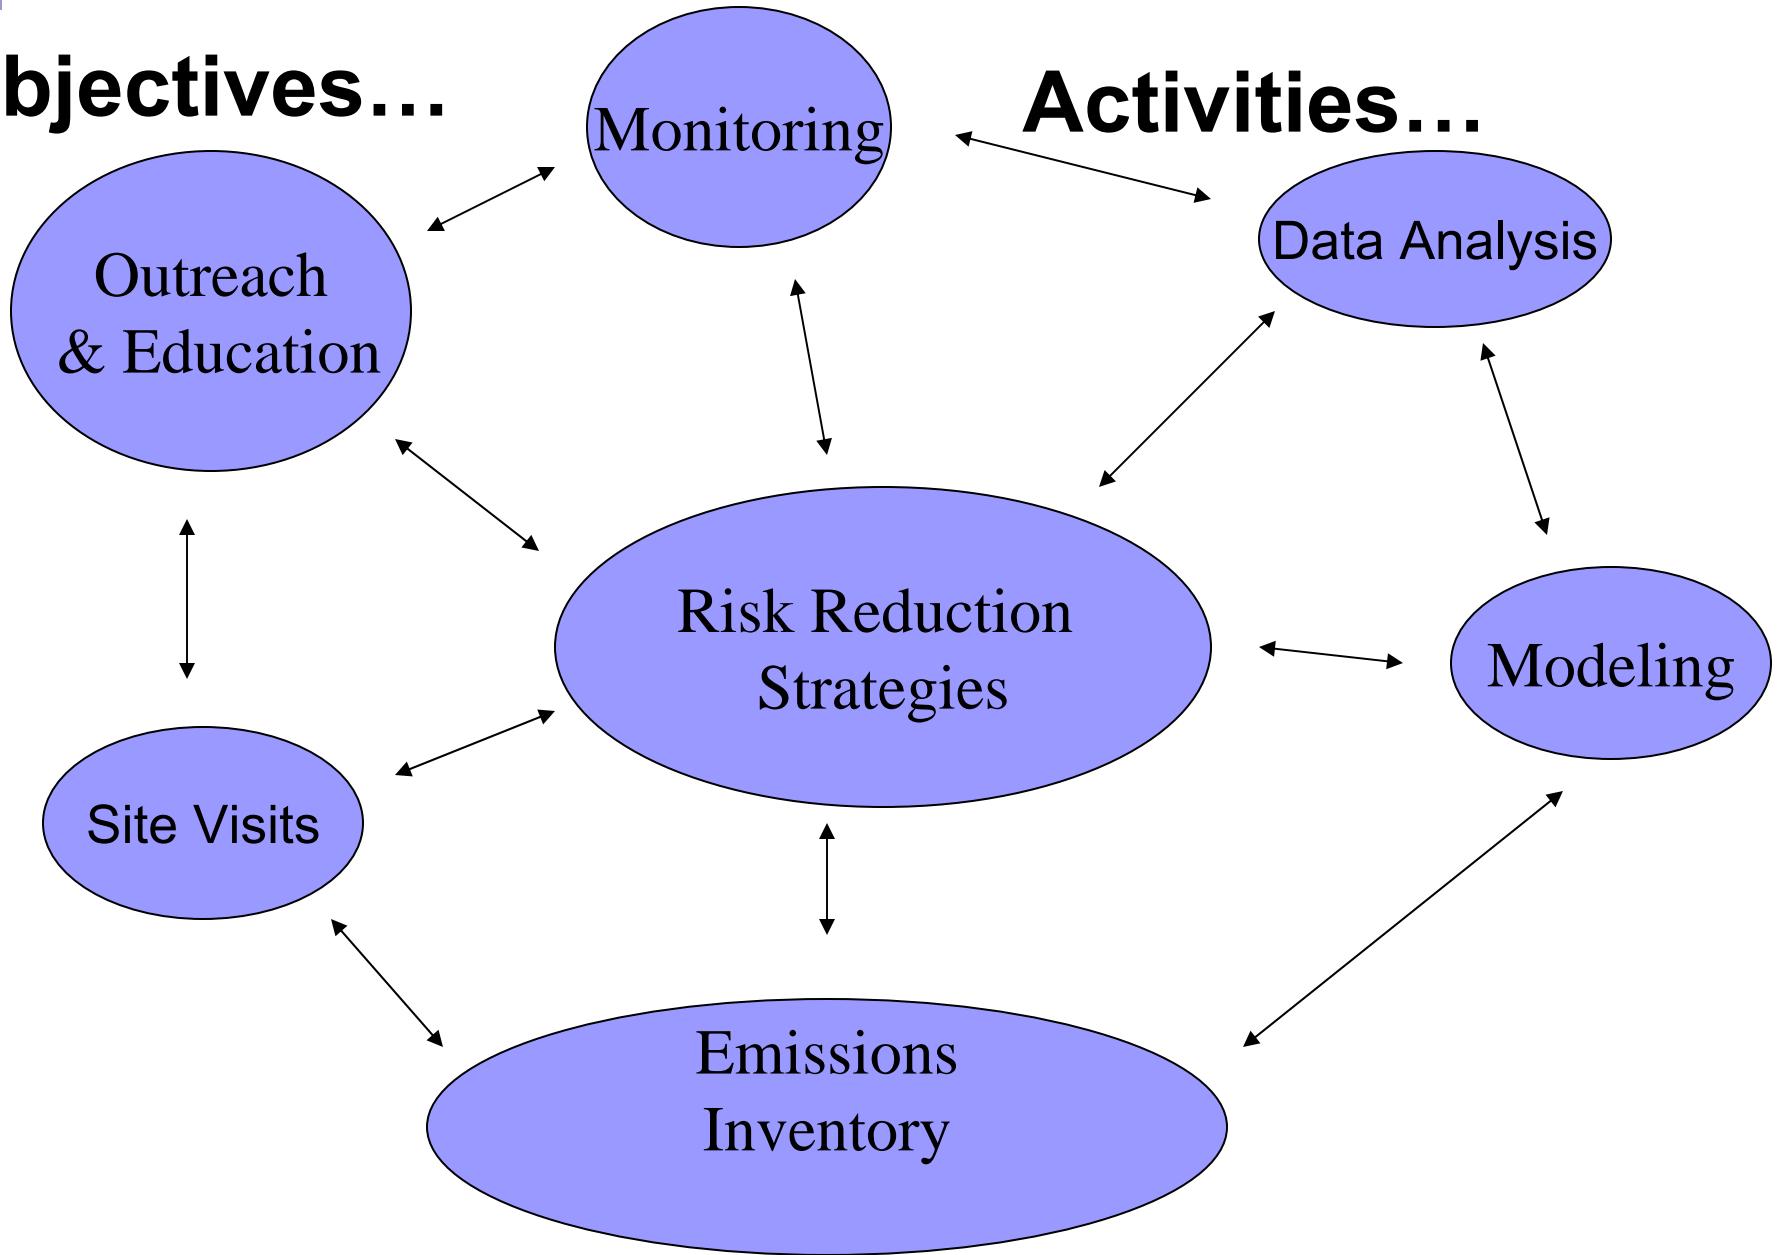 bjectives…
Activities…
Monitoring
Data Analysis
Outreach
& Education
Risk Reduction
Strategies
Modeling
Site Visits
Emissions
Inventory